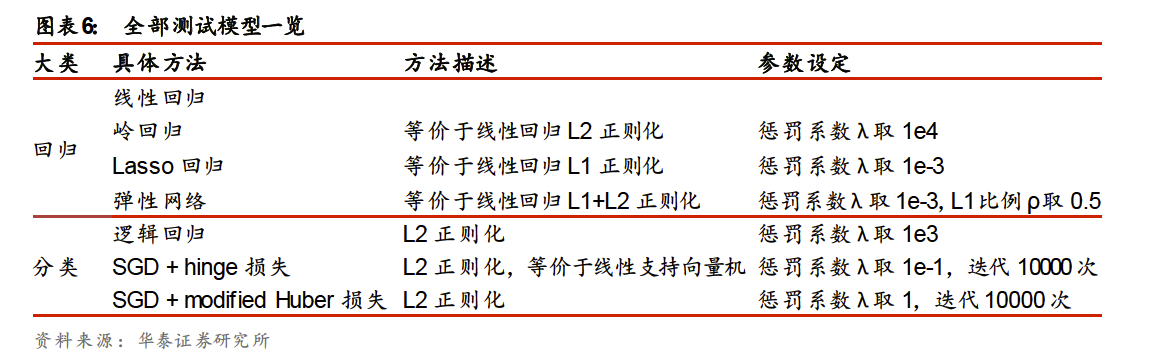 图表6: 全部测试模型一览
大类 具体方法 方法描述 参数设定
线性回归
岭回归 等价于线性回归 L2 正则化 惩罚系数 λ 取 1e4
回归
Lasso 回归 等价于线性回归 L1 正则化 惩罚系数 λ 取 1e-3
弹性网络 等价于线性回归 L1+L2 正则化 惩罚系数 λ 取 1e-3, L1 比例 ρ 取 0.5
逻辑回归 L2 正则化 惩罚系数 λ 取 1e3
分类 SGD + hinge 损失 L2 正则化，等价于线性支持向量机 惩罚系数 λ 取 1e-1，迭代 10000 次
SGD + modified Huber 损失 L2 正则化 惩罚系数 λ 取 1，迭代 10000 次
资料来源：华泰证券研究所